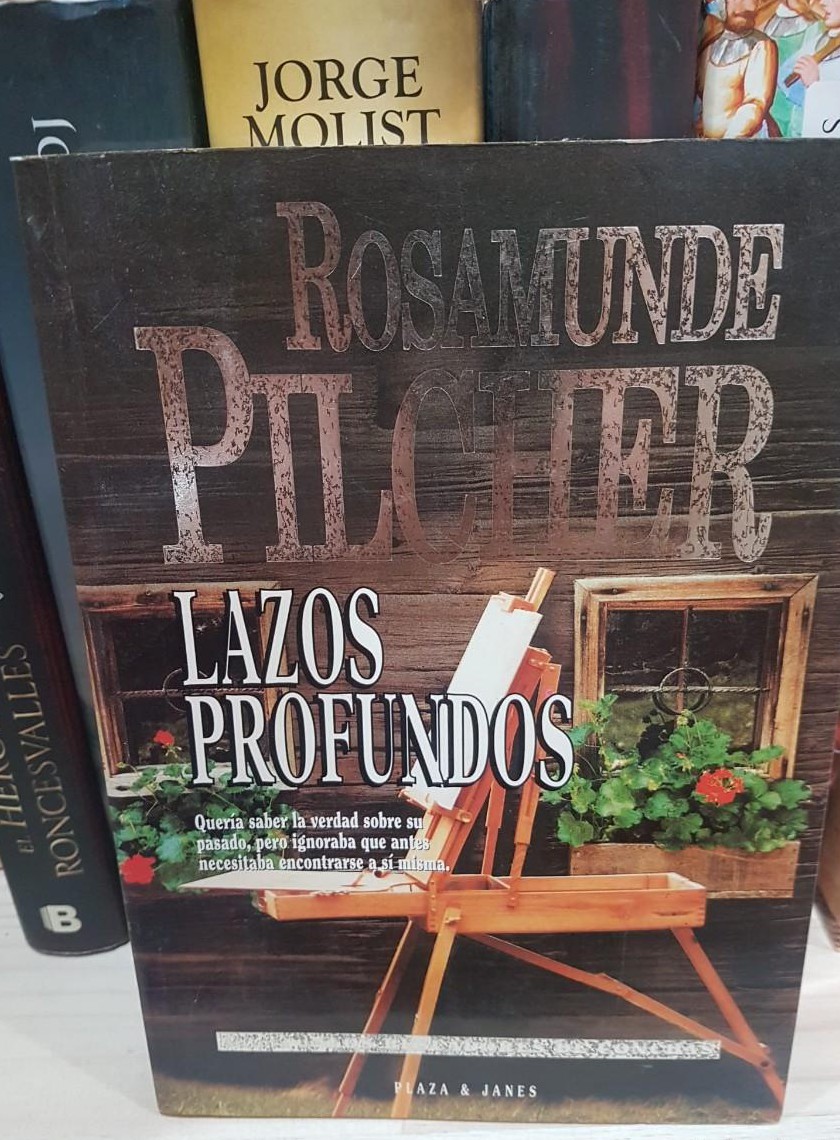 JORGE
MOLIST
ROSAMUNDE
PILCHER
LAZOS
PROFUNDOS
Quería saber la verdad sobre su
pasado, pero ignoraba que antes
necesitaba encontrarse a sí misma.
PLAZA & JANES
EL HÉROE
RONCESVALLES
B